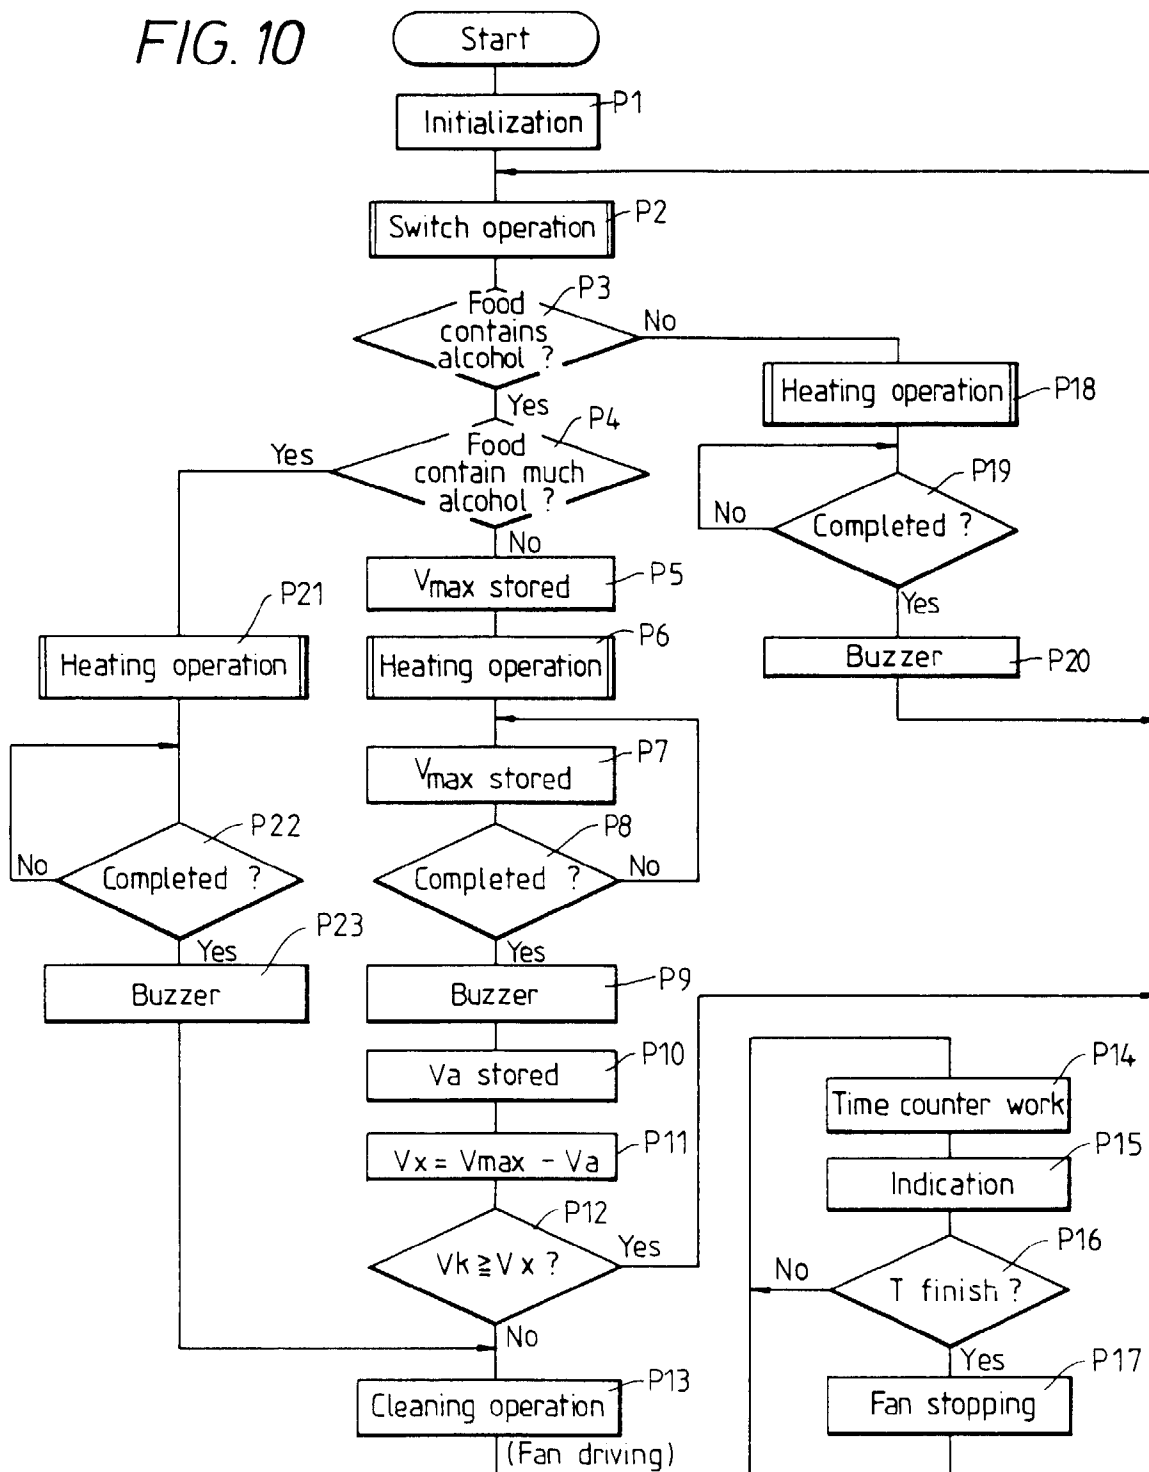 FIG. 10
Start
Initialization
P1
Switch operation
P2
Food
contains
alcohol ?
P3
No
Yes
Food
contain much
alcohol ?
P4
Yes
No
Heating operation
P18
Completed ?
P19
No
Yes
Buzzer
P20
Vmax stored
P5
Heating operation
P6
Vmax stored
P7
Completed ?
P8
No
Yes
Buzzer
P9
Va stored
P10
Vx = Vmax - Va
P11
Vk ≧ Vx ?
P12
Yes
No
Heating operation
P21
Completed ?
P22
No
Yes
Buzzer
P23
Cleaning operation
P13
(Fan driving)
Time counter work
P14
Indication
P15
T finish ?
P16
No
Yes
Fan stopping
P17